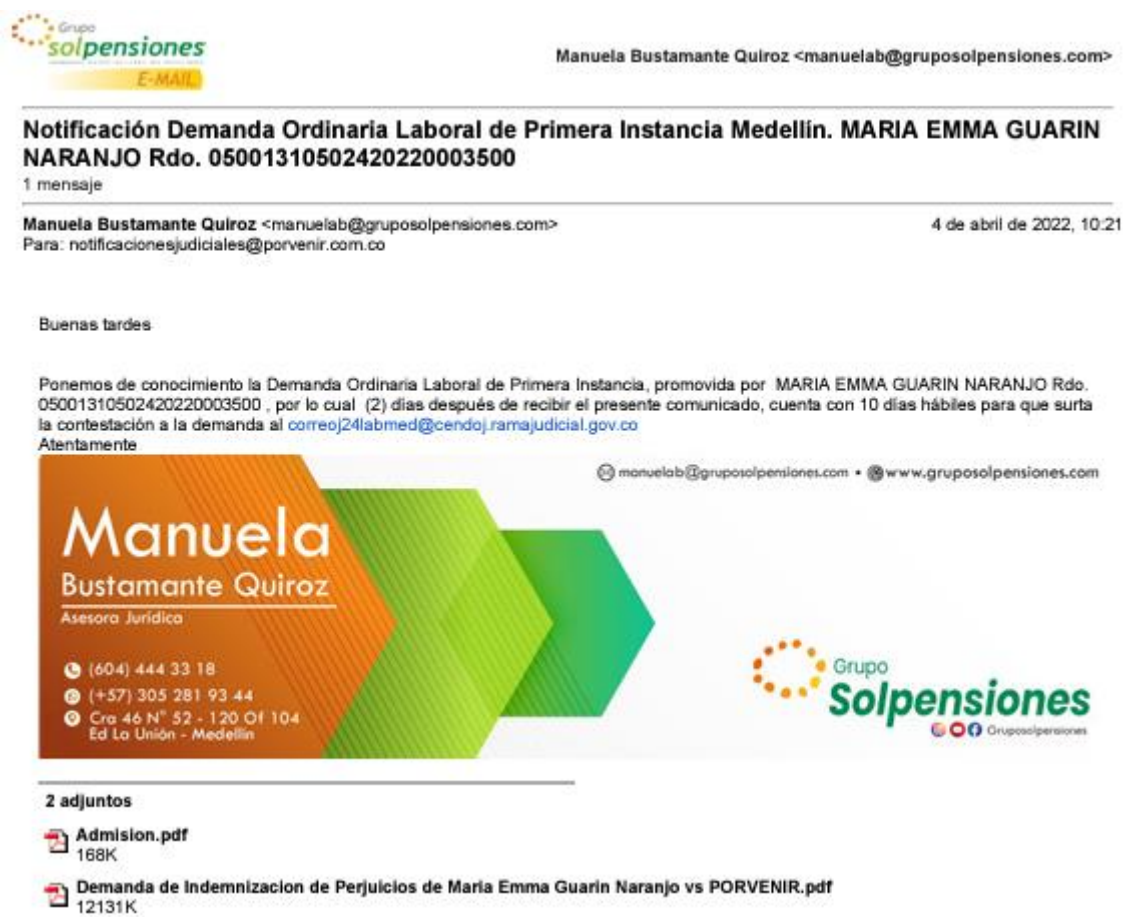 Grupo
solpensiones
E-MAIL
Manuela Bustamante Quiroz <manuelab@gruposolpensiones.com>
Notificación Demanda Ordinaria Laboral de Primera Instancia Medellín. MARIA EMMA GUARIN
NARANJO Rdo. 05001310502420220003500
1 mensaje
Manuela Bustamante Quiroz <manuelab@gruposolpensiones.com>
4 de abril de 2022, 10:21
Para: notificacionesjudiciales@porvenir.com.co
Buenas tardes
Ponemos de conocimiento la Demanda Ordinaria Laboral de Primera Instancia, promovida por MARIA EMMA GUARIN NARANJO Rdo.
05001310502420220003500 , por lo cual (2) días después de recibir el presente comunicado, cuenta con 10 días hábiles para que surta
la contestación a la demanda al correoj24labmed@cendoj.ramajudicial.gov.co
Atentamente
manuelab@gruposolpensiones.com • www.gruposolpensiones.com
Manuela
Bustamante Quiroz
Asesora Jurídica
(604) 444 33 18
(+57) 305 281 93 44
Cra 46 N° 52 - 120 Of 104
Ed La Unión - Medellín
Grupo
Solpensiones
Gruposolpensiones
2 adjuntos
Admision.pdf
168K
Demanda de Indemnizacion de Perjuicios de Maria Emma Guarin Naranjo vs PORVENIR.pdf
12131K